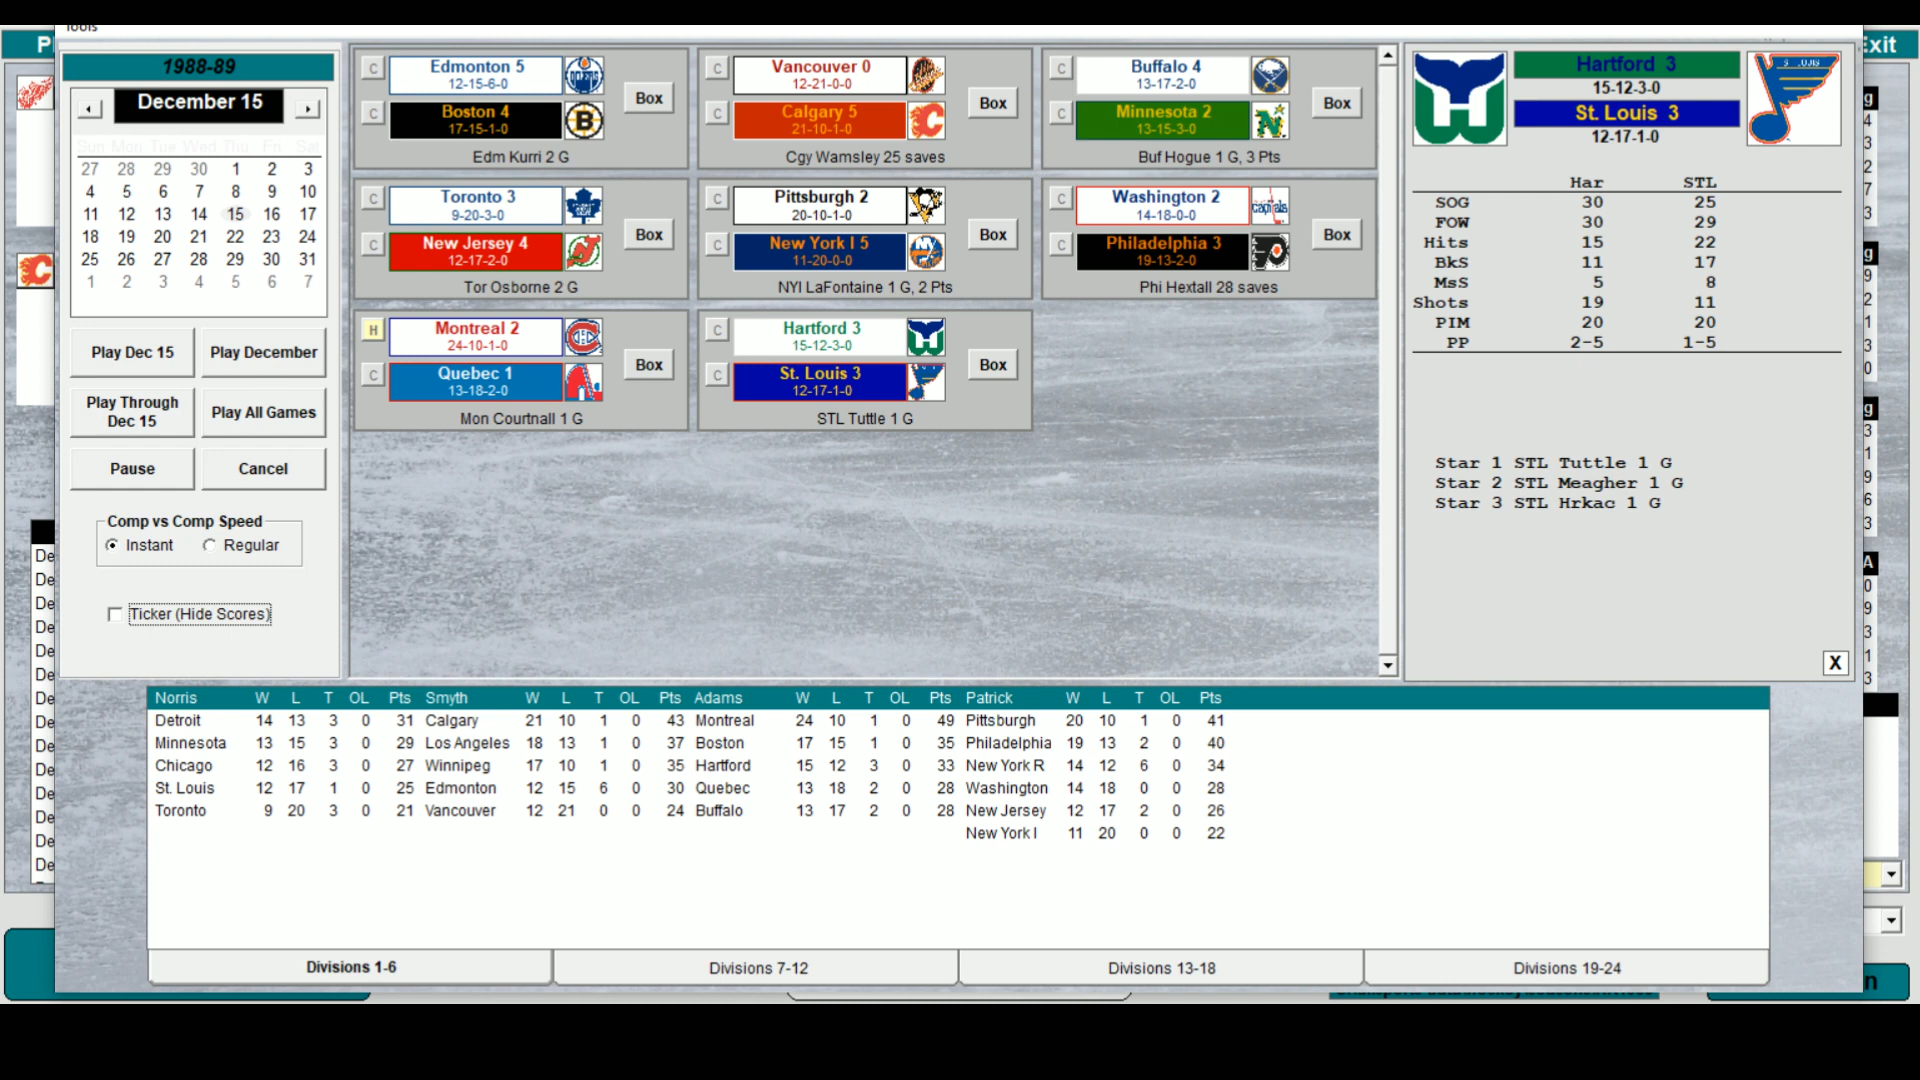 Tools
Exit
1988-89
December 15
Sun Mon Tue Wed Thu Fri Sat
27 28 29 30 1 2 3
4 5 6 7 8 9 10
11 12 13 14 15 16 17
18 19 20 21 22 23 24
25 26 27 28 29 30 31
1 2 3 4 5 6 7
Play Dec 15
Play December
Play Through
Dec 15
Play All Games
Pause
Cancel
Comp vs Comp Speed
Instant
Regular
Ticker (Hide Scores)
C
Edmonton 5
12-15-6-0
C
Boston 4
17-15-1-0
Box
Edm Kurri 2 G
C
Vancouver 0
12-21-0-0
C
Calgary 5
21-10-1-0
Box
Cgy Wamsley 25 saves
C
Buffalo 4
13-17-2-0
C
Minnesota 2
13-15-3-0
Box
Buf Hogue 1 G, 3 Pts
C
Toronto 3
9-20-3-0
C
New Jersey 4
12-17-2-0
Box
Tor Osborne 2 G
C
Pittsburgh 2
20-10-1-0
C
New York I 5
11-20-0-0
Box
NYI LaFontaine 1 G, 2 Pts
C
Washington 2
14-18-0-0
C
Philadelphia 3
19-13-2-0
Box
Phi Hextall 28 saves
H
Montreal 2
24-10-1-0
C
Quebec 1
13-18-2-0
Box
Mon Courtnall 1 G
C
Hartford 3
15-12-3-0
C
St. Louis 3
12-17-1-0
Box
STL Tuttle 1 G
Hartford 3
15-12-3-0
St. Louis 3
12-17-1-0
Har STL
SOG 30 25
FOW 30 29
Hits 15 22
BkS 11 17
MsS 5 8
Shots 19 11
PIM 20 20
PP 2-5 1-5
Star 1 STL Tuttle 1 G
Star 2 STL Meagher 1 G
Star 3 STL Hrkac 1 G
X
Norris W L T OL Pts Smyth W L T OL Pts Adams W L T OL Pts Patrick W L T OL Pts
Detroit 14 13 3 0 31 Calgary 21 10 1 0 43 Montreal 24 10 1 0 49 Pittsburgh 20 10 1 0 41
Minnesota 13 15 3 0 29 Los Angeles 18 13 1 0 37 Boston 17 15 1 0 35 Philadelphia 19 13 2 0 40
Chicago 12 16 3 0 27 Winnipeg 17 10 1 0 35 Hartford 15 12 3 0 33 New York R 14 12 6 0 34
St. Louis 12 17 1 0 25 Edmonton 12 15 6 0 30 Quebec 13 18 2 0 28 Washington 14 18 0 0 28
Toronto 9 20 3 0 21 Vancouver 12 21 0 0 24 Buffalo 13 17 2 0 28 New Jersey 12 17 2 0 26
New York I 11 20 0 0 22
Divisions 1-6
Divisions 7-12
Divisions 13-18
Divisions 19-24